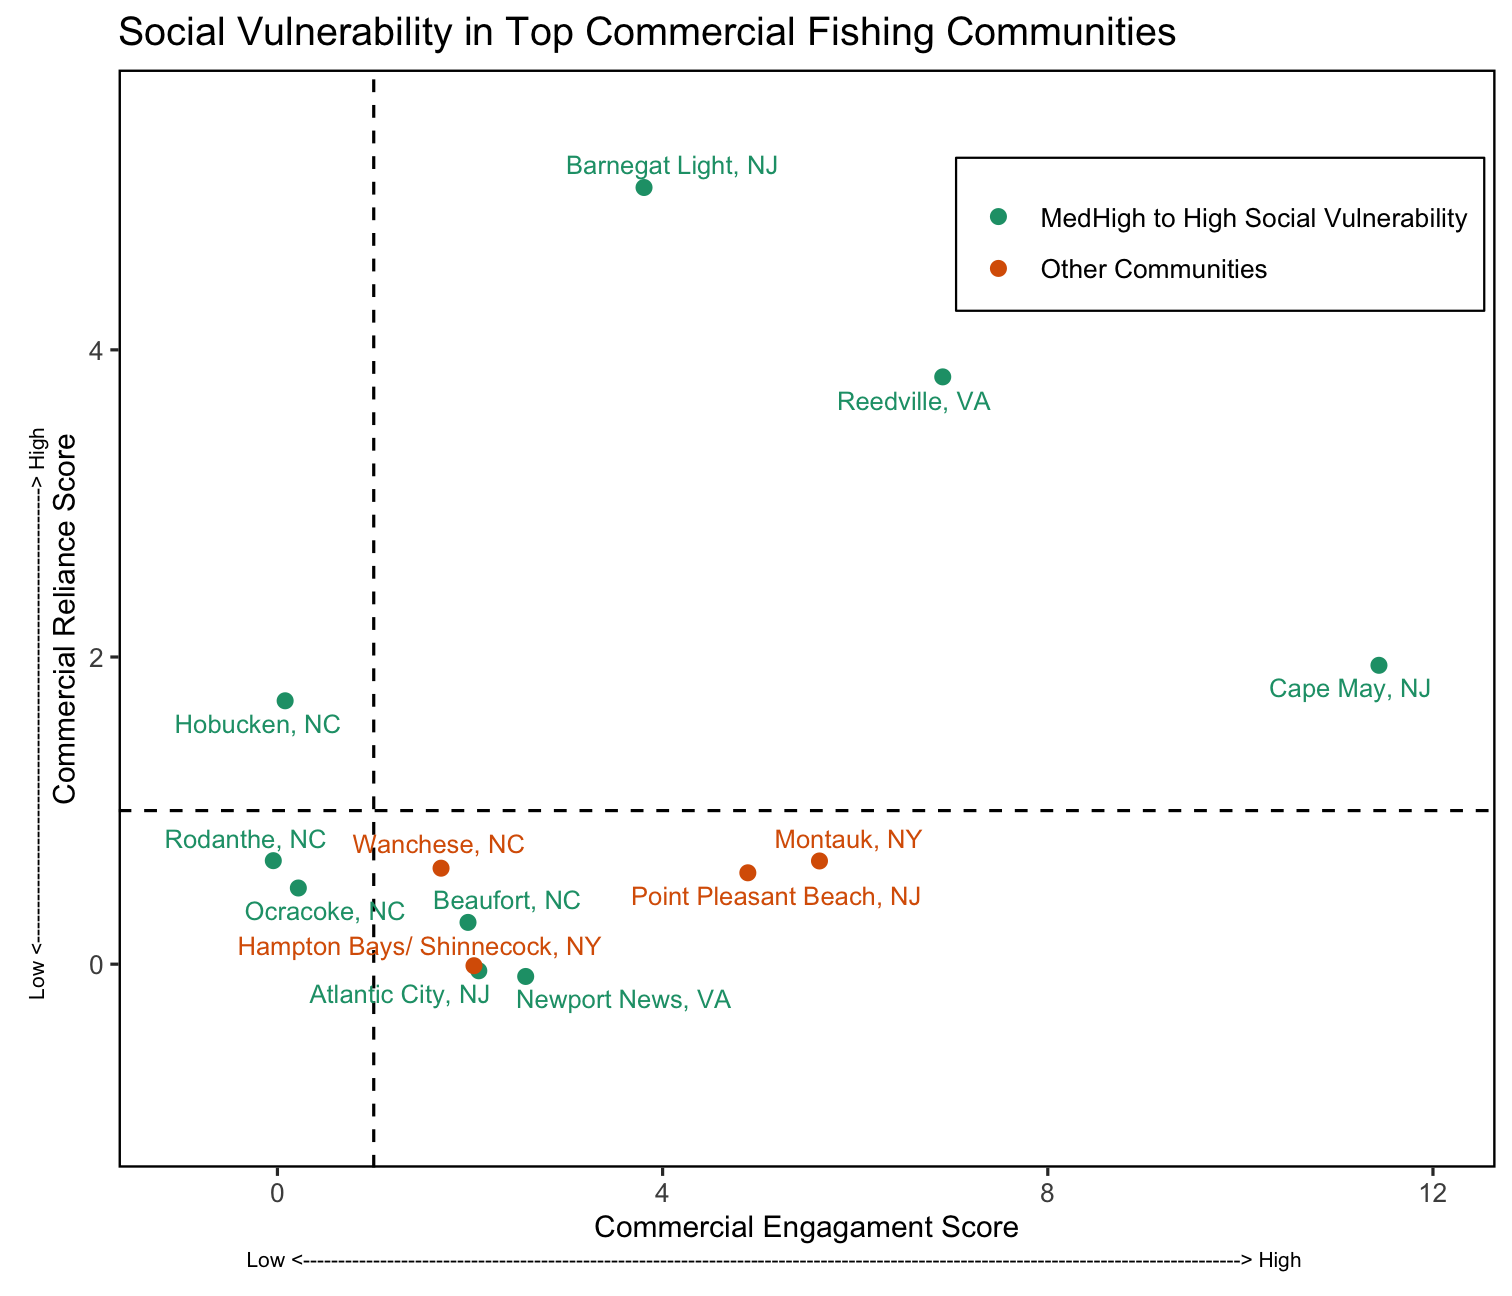 Social Vulnerability in Top Commercial Fishing Communities
Barnegat Light, NJ
MedHigh to High Social Vulnerability
Other Communities
4
Reedville, VA
Commercial Reliance Score
Low <-----------------------------------------------------------------> High
2
Cape May, NJ
Hobucken, NC
Rodanthe, NC
Wanchese, NC
Montauk, NY
Point Pleasant Beach, NJ
Ocracoke, NC
Beaufort, NC
Hampton Bays/ Shinnecock, NY
0
Atlantic City, NJ
Newport News, VA
0
4
8
12
Commercial Engagament Score
Low <--------------------------------------------------------------------------------------------------------------------------------------> High